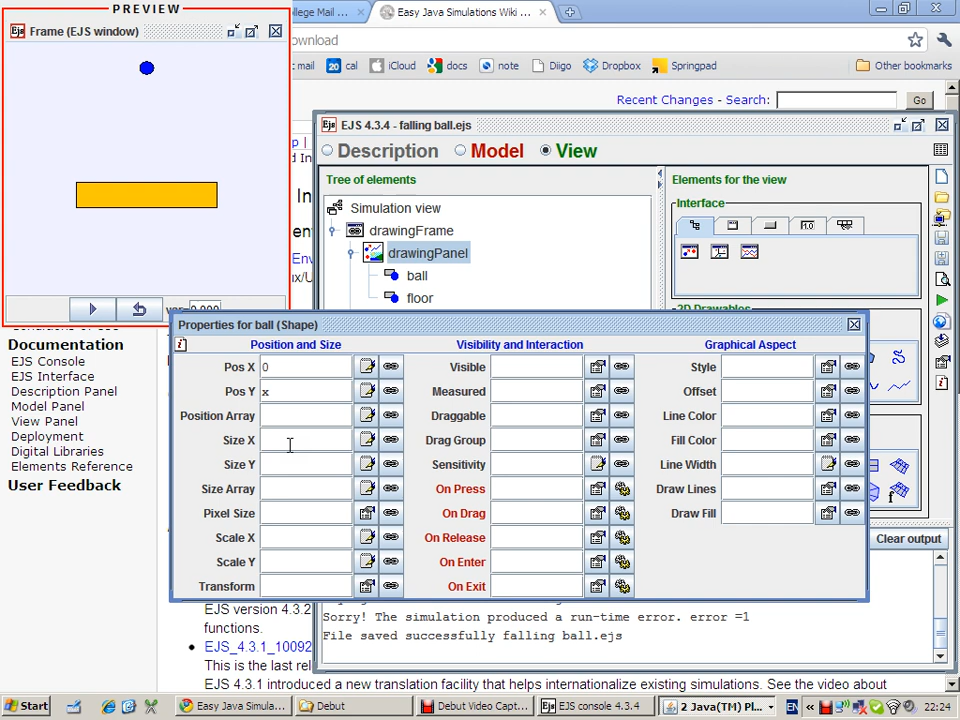 PREVIEW
Frame (EJS window)
llege Mail ...
Easy Java Simulations Wiki ...
ownload
mail
20 cal
iCloud
docs
note
Diigo
Dropbox
Springpad
Other bookmarks
Recent Changes - Search:
Go
EJS 4.3.4 - falling ball.ejs
Description
Model
View
Tree of elements
Elements for the view
Simulation view
Interface
drawingFrame
drawingPanel
ball
floor
2D Drawables
Documentation
EJS Console
EJS Interface
Description Panel
Model Panel
View Panel
Deployment
Digital Libraries
Elements Reference
User Feedback
Properties for ball (Shape)
Position and Size
Visibility and Interaction
Graphical Aspect
Pos X 0
Visible
Style
Pos Y x
Measured
Offset
Position Array
Draggable
Line Color
Size X
Drag Group
Fill Color
Size Y
Sensitivity
Line Width
Size Array
On Press
Draw Lines
Pixel Size
On Drag
Draw Fill
Scale X
On Release
Scale Y
On Enter
Transform
On Exit
Clear output
Sorry! The simulation produced a run-time error. error =1
File saved successfully falling ball.ejs
EJS version 4.3.2
functions.
EJS_4.3.1_10092
This is the last rel
EJS 4.3.1 introduced a new translation facility that helps internationalize existing simulations. See the video about
Start
Easy Java Simula...
Debut
Debut Video Capt...
EJS console 4.3.4
2 Java(TM) Pl...
EN
22:24